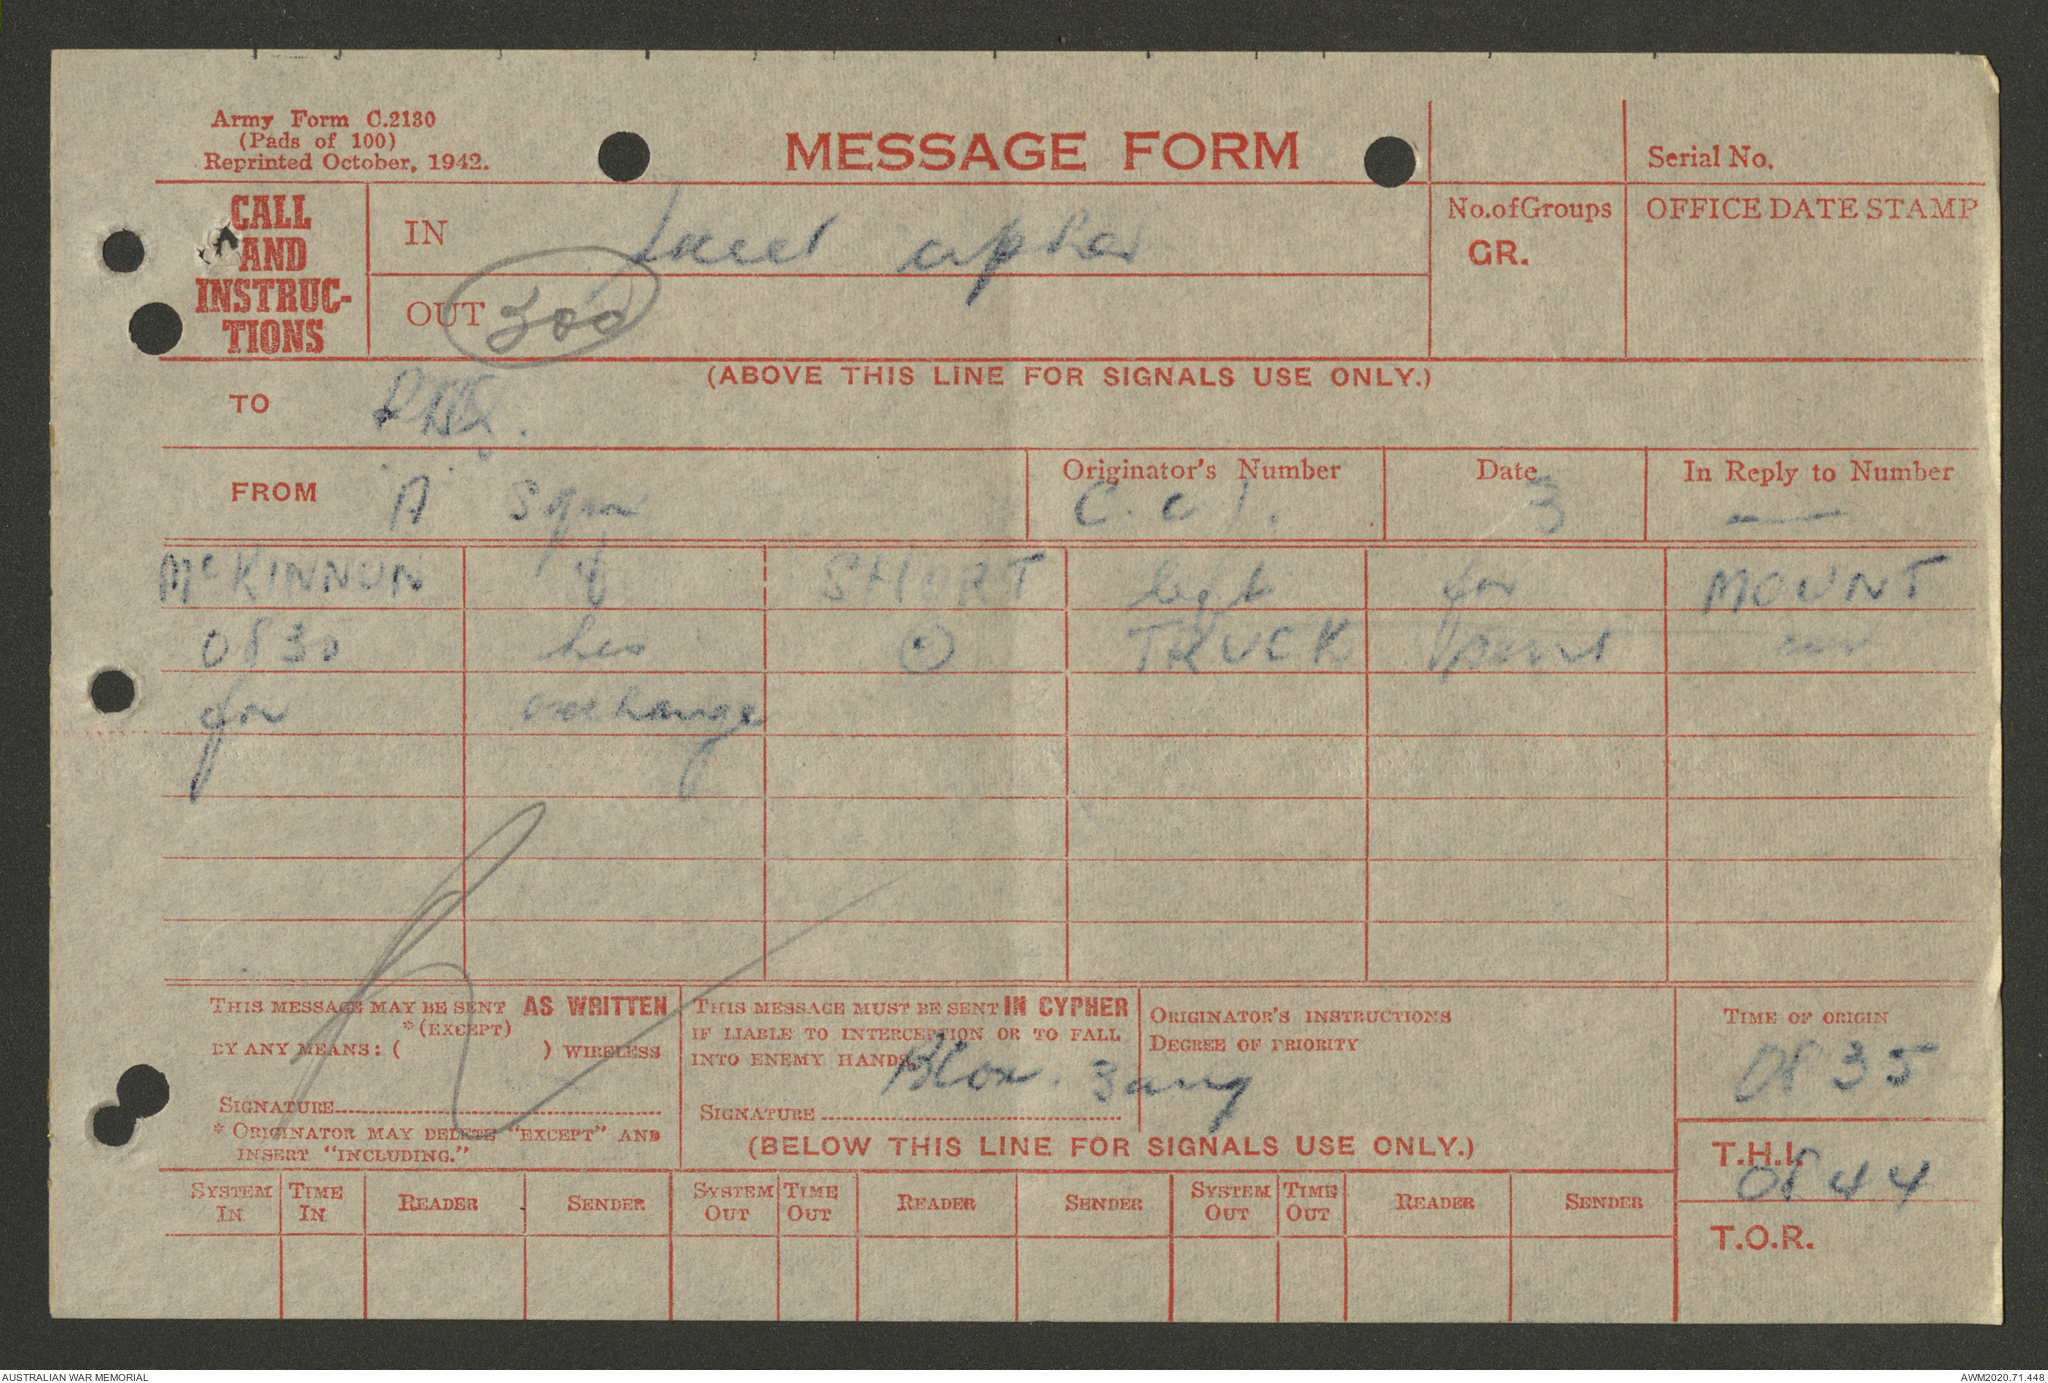 Army Form C.2130
(Pads of 100)
Reprinted October, 1942.
MESSAGE FORM
Serial No.
CALL
AND
INSTRUC-
TIONS
IN
cipher
No.of Groups
GR.
OFFICE DATE STAMP
OUT 300
(ABOVE THIS LINE FOR SIGNALS USE ONLY.)
TO
FROM 'A' Sqn
Originator's Number
Date 3
In Reply to Number —
McKINNON & SHORT left for MOUNT
0830 hrs TRUCK
for exchange
THIS MESSAGE MAY BE SENT AS WRITTEN
*(EXCEPT)
BY ANY MEANS: ( ) WIRELESS
SIGNATURE
* ORIGINATOR MAY DELETE "EXCEPT" AND
INSERT "INCLUDING."
THIS MESSAGE MUST BE SENT IN CYPHER
IF LIABLE TO INTERCEPTION OR TO FALL
INTO ENEMY HANDS.
SIGNATURE
ORIGINATOR'S INSTRUCTIONS
DEGREE OF PRIORITY
TIME OF ORIGIN
0835
T.H.I.
0844
T.O.R.
(BELOW THIS LINE FOR SIGNALS USE ONLY.)
SYSTEM IN TIME IN READER SENDER SYSTEM OUT TIME OUT READER SENDER SYSTEM OUT TIME OUT READER SENDER
AUSTRALIAN WAR MEMORIAL
AWM2020.71.448